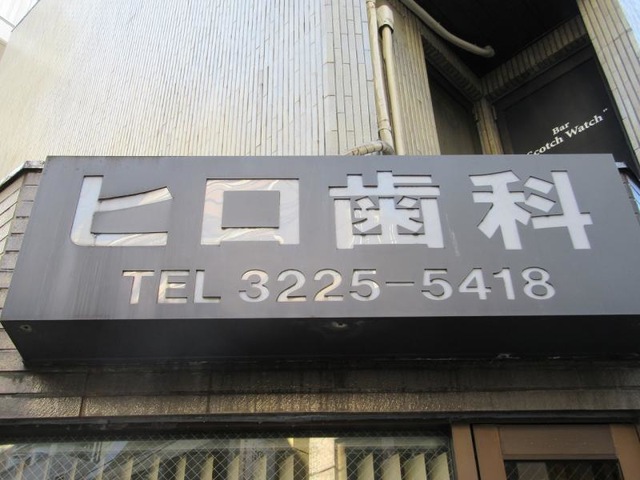 Bar
"Scotch Watch"
ヒロ歯科
TEL 3225-5418